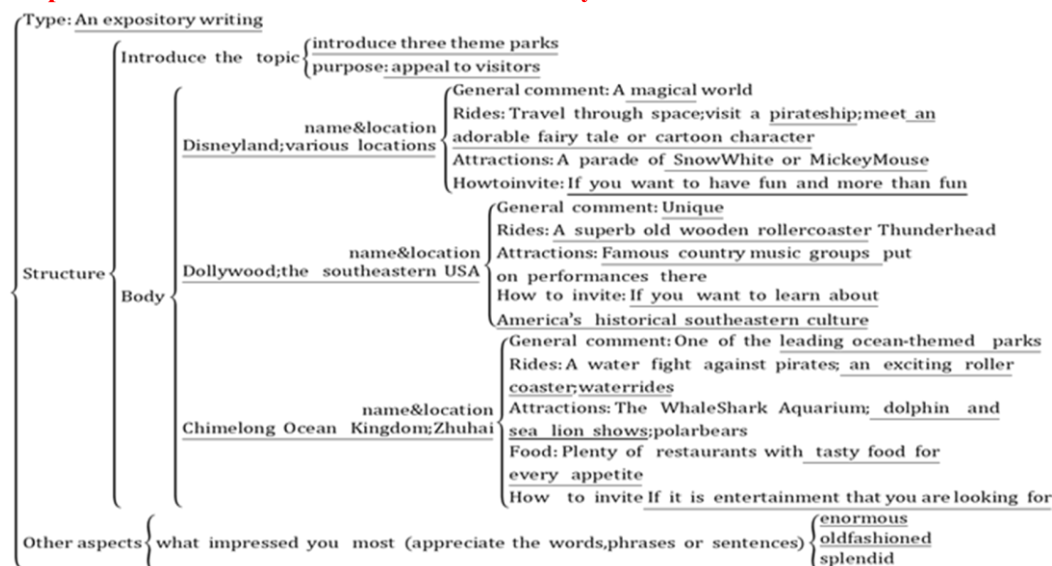 Type: An expository writing
Introduce the topic
introduce three theme parks
purpose: appeal to visitors
General comment: A magical world
Rides: Travel through space;visit a pirateship;meet an
adorable fairy tale or cartoon character
name&location
Disneyland;various locations
Attractions: A parade of SnowWhite or MickeyMouse
Howtoinvite: If you want to have fun and more than fun
General comment: Unique
Rides: A superb old wooden rollercoaster Thunderhead
name&location
Dollywood;the southeastern USA
Attractions: Famous country music groups put
on performances there
Structure
Body
How to invite: If you want to learn about
America's historical southeastern culture
General comment: One of the leading ocean-themed parks
Rides: A water fight against pirates; an exciting roller
coaster;waterrides
name&location
Chimelong Ocean Kingdom;Zhuhai
Attractions: The WhaleShark Aquarium; dolphin and
sea lion shows;polarbears
Food: Plenty of restaurants with tasty food for
every appetite
How to invite If it is entertainment that you are looking for
Other aspects
what impressed you most (appreciate the words,phrases or sentences)
enormous
oldfashioned
splendid